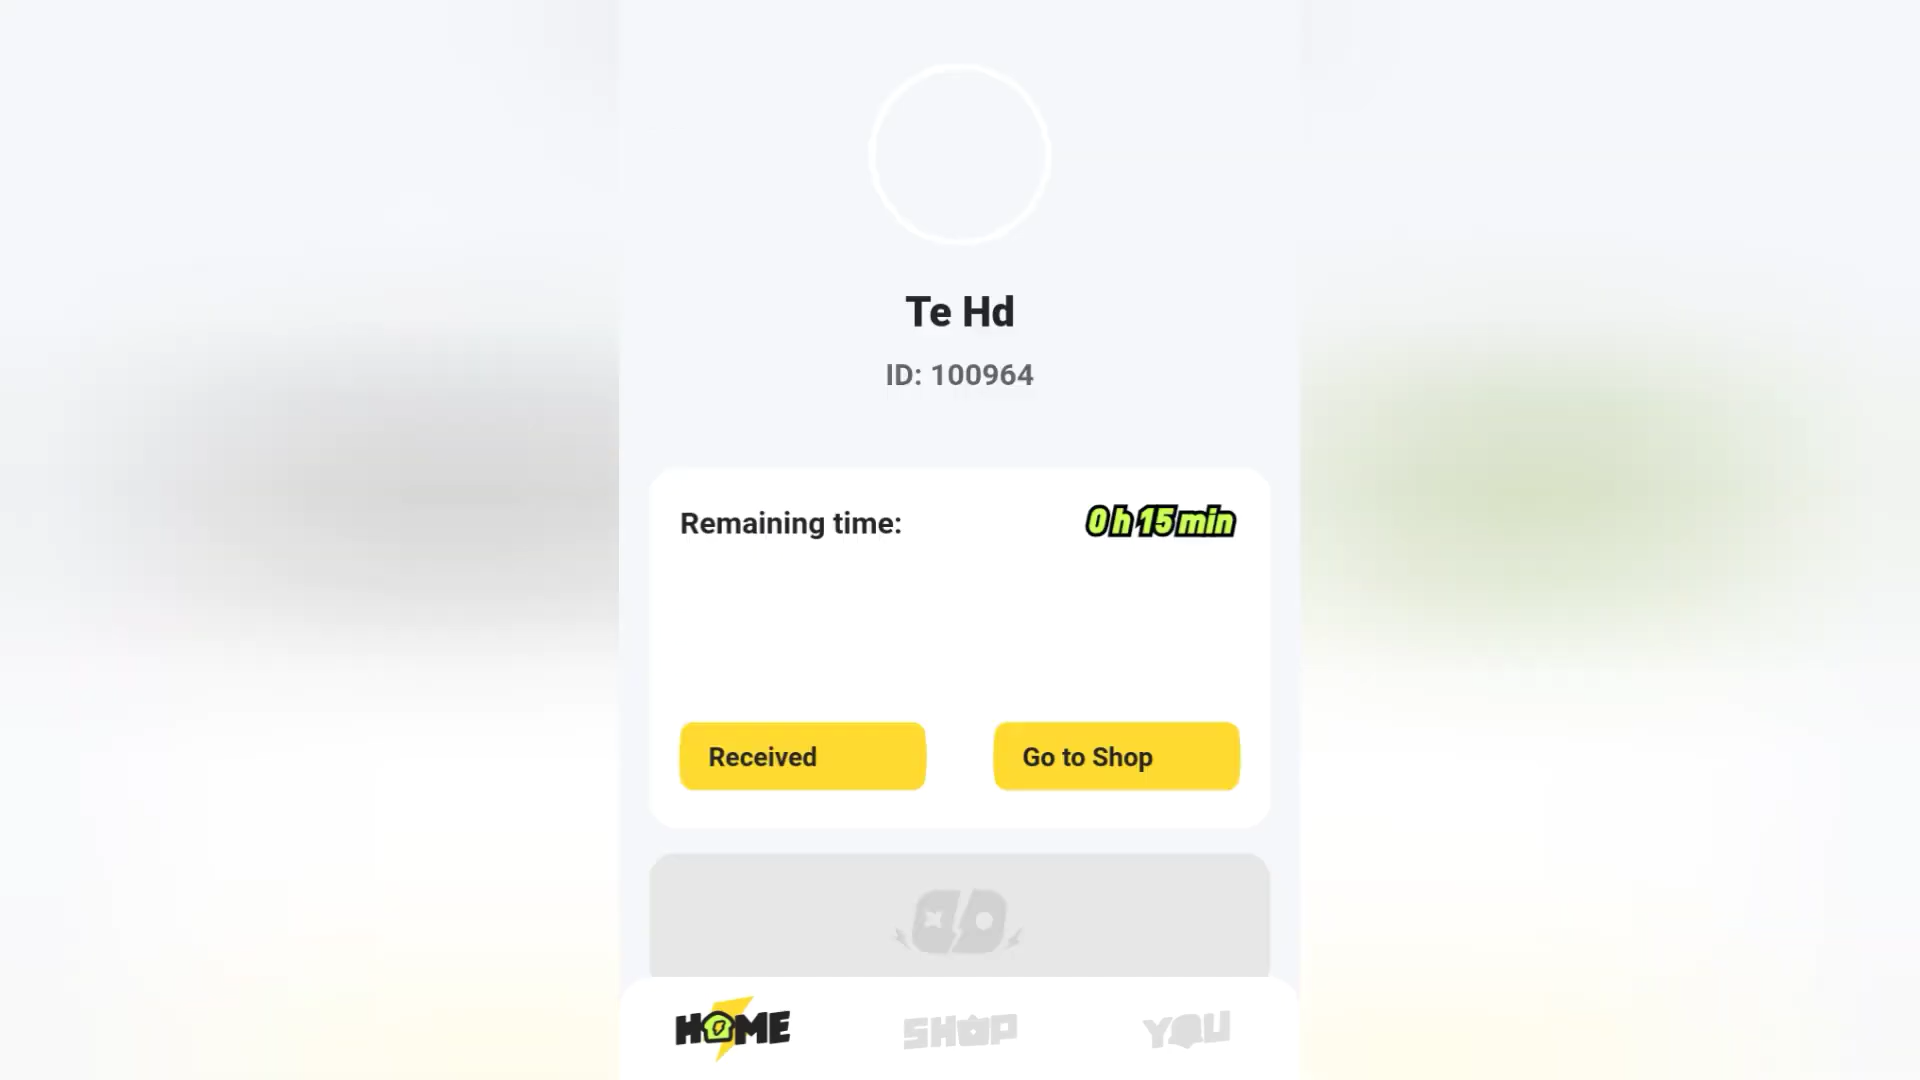 Te Hd
ID: 100964
Remaining time: 0 h 15 min
Received Go to Shop
HOME SHOP YOU